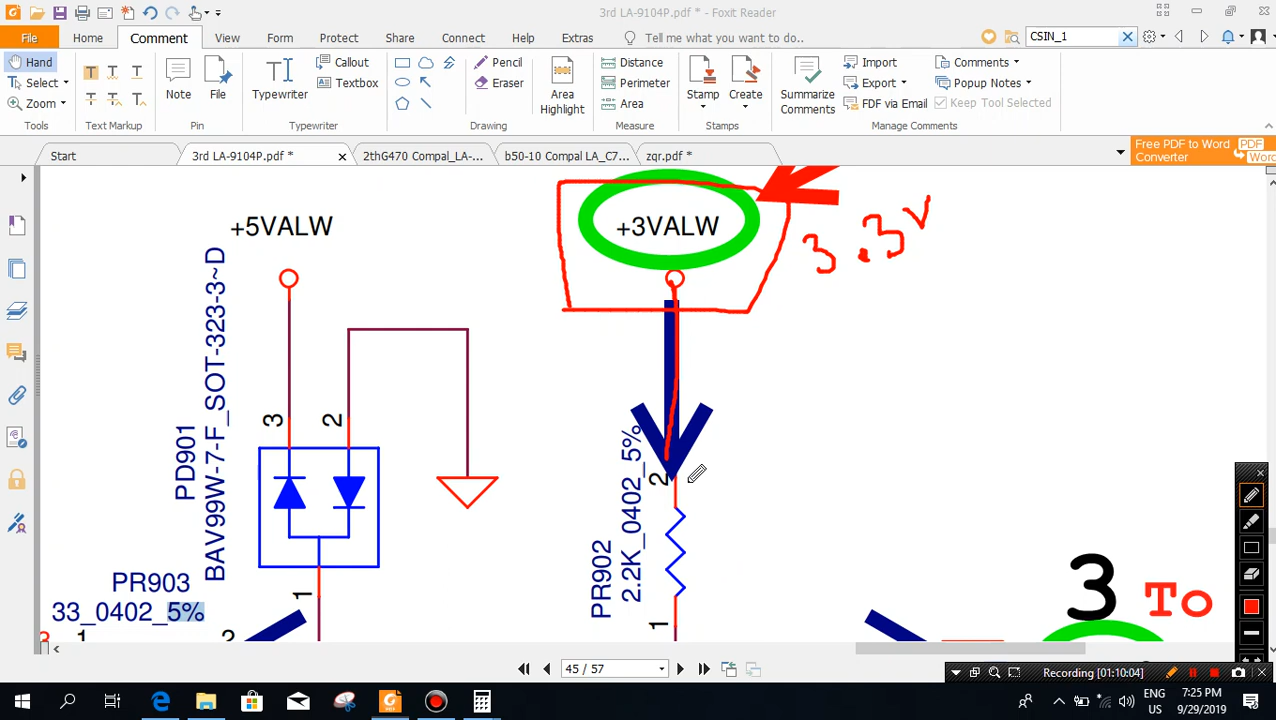 3rd LA-9104P.pdf * - Foxit Reader
File Home Comment View Form Protect Share Connect Help Extras Tell me what you want to do.. CSIN_1
Hand
Select
Zoom
Tools
Text Markup
Note
File
Pin
Typewriter
Callout
Textbox
Typewriter
Pencil
Eraser
Area
Highlight
Drawing
Distance
Perimeter
Area
Measure
Stamp
Create
Stamps
Summarize
Comments
Import
Export
FDF via Email
Comments
Popup Notes
Keep Tool Selected
Manage Comments
Start
3rd LA-9104P.pdf *
2thG470 Compal_LA-...
b50-10 Compal LA_C7...
zqr.pdf *
Free PDF to Word
Converter
PDF
Word
+5VALW
+3VALW
3.3V
3
2
PD901
BAV99W-7-F_SOT-323-3~D
1
PR903
33_0402_5%
3
1
2
2
PR902
2.2K_0402_5%
1
3 To
45 / 57
Recording [01:10:04]
ENG
US
7:25 PM
9/29/2019